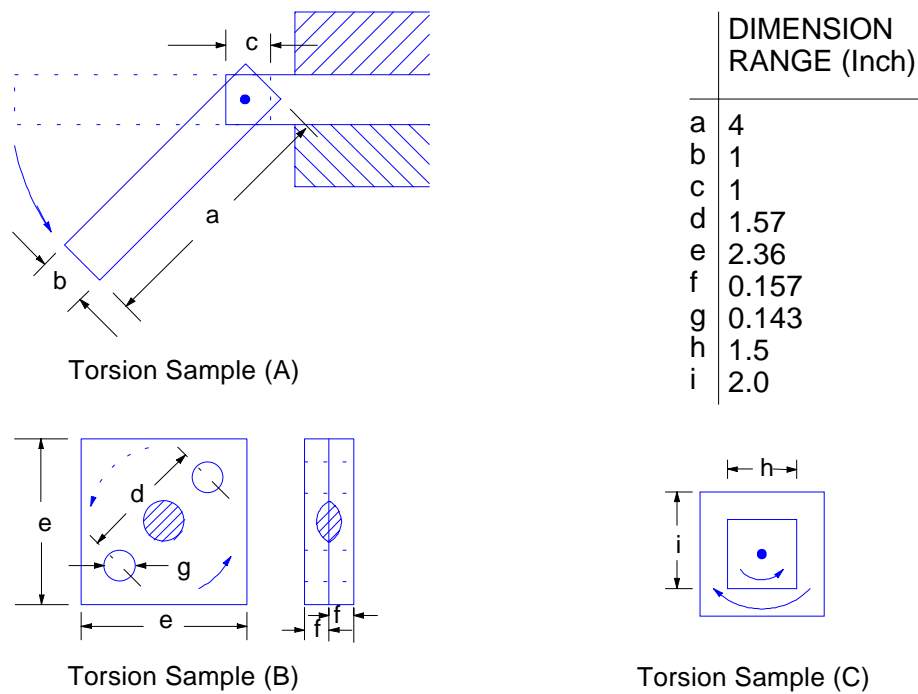 c
a
b
Torsion Sample (A)
DIMENSION
RANGE (Inch)
a 4
b 1
c 1
d 1.57
e 2.36
f 0.157
g 0.143
h 1.5
i 2.0
d
e
g
e
f
f
Torsion Sample (B)
h
i
Torsion Sample (C)